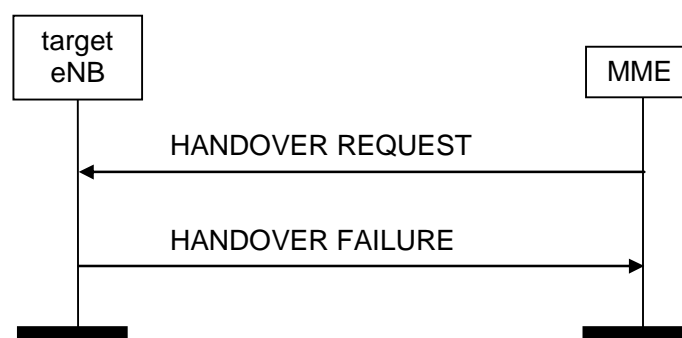 target
eNB
MME
HANDOVER REQUEST
HANDOVER FAILURE